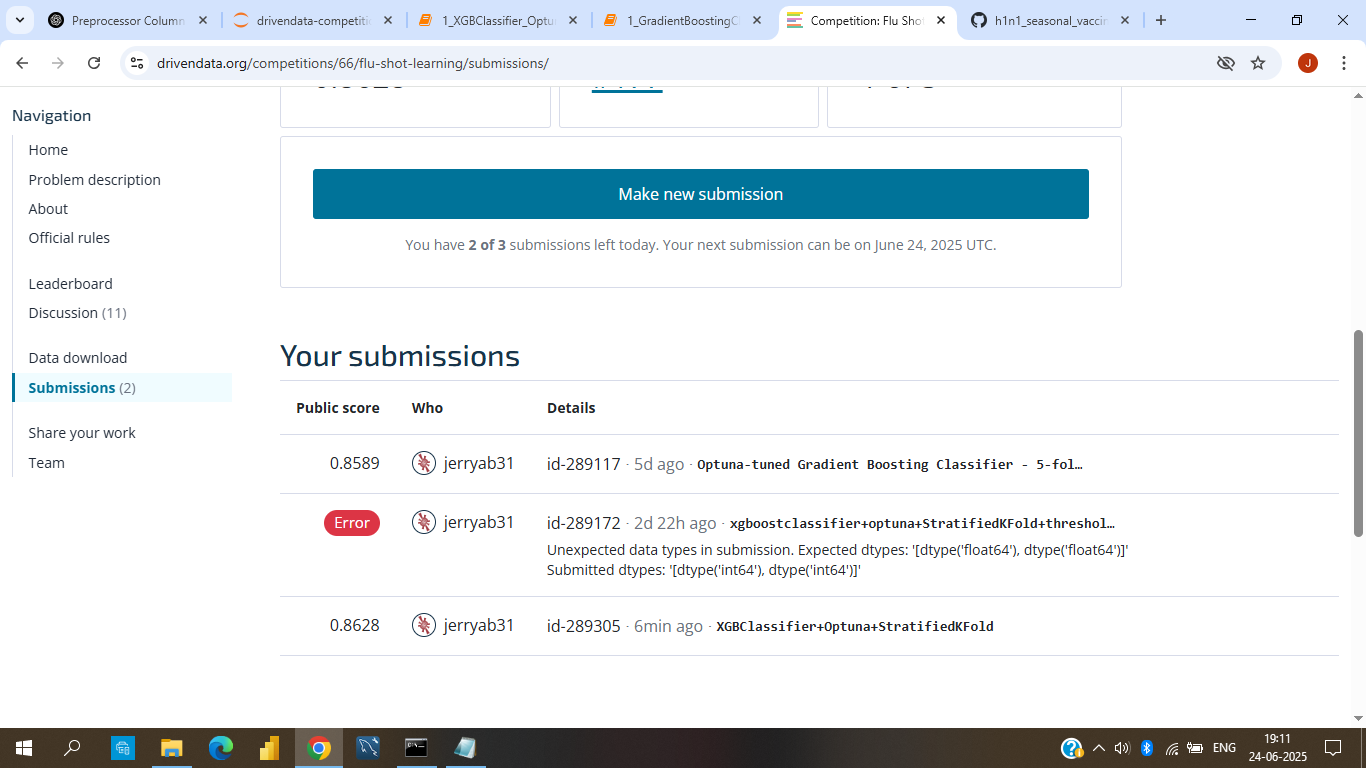 Preprocessor Column
drivendata-competiti
1_XGBClassifier_Optu
1_GradientBoostingC
Competition: Flu Sho
h1n1_seasonal_vaccin
drivendata.org/competitions/66/flu-shot-learning/submissions/
J
Navigation
Home
Problem description
About
Official rules
Leaderboard
Discussion (11)
Data download
Submissions (2)
Share your work
Team
Make new submission
You have 2 of 3 submissions left today. Your next submission can be on June 24, 2025 UTC.
Your submissions
Public score Who Details
0.8589 jerryab31 id-289117 · 5d ago · Optuna-tuned Gradient Boosting Classifier - 5-fol…
Error jerryab31 id-289172 · 2d 22h ago · xgboostclassifier+optuna+StratifiedKFold+threshol…
Unexpected data types in submission. Expected dtypes: '[dtype('float64'), dtype('float64')]'
Submitted dtypes: '[dtype('int64'), dtype('int64')]'
0.8628 jerryab31 id-289305 · 6min ago · XGBClassifier+Optuna+StratifiedKFold
ENG
19:11
24-06-2025